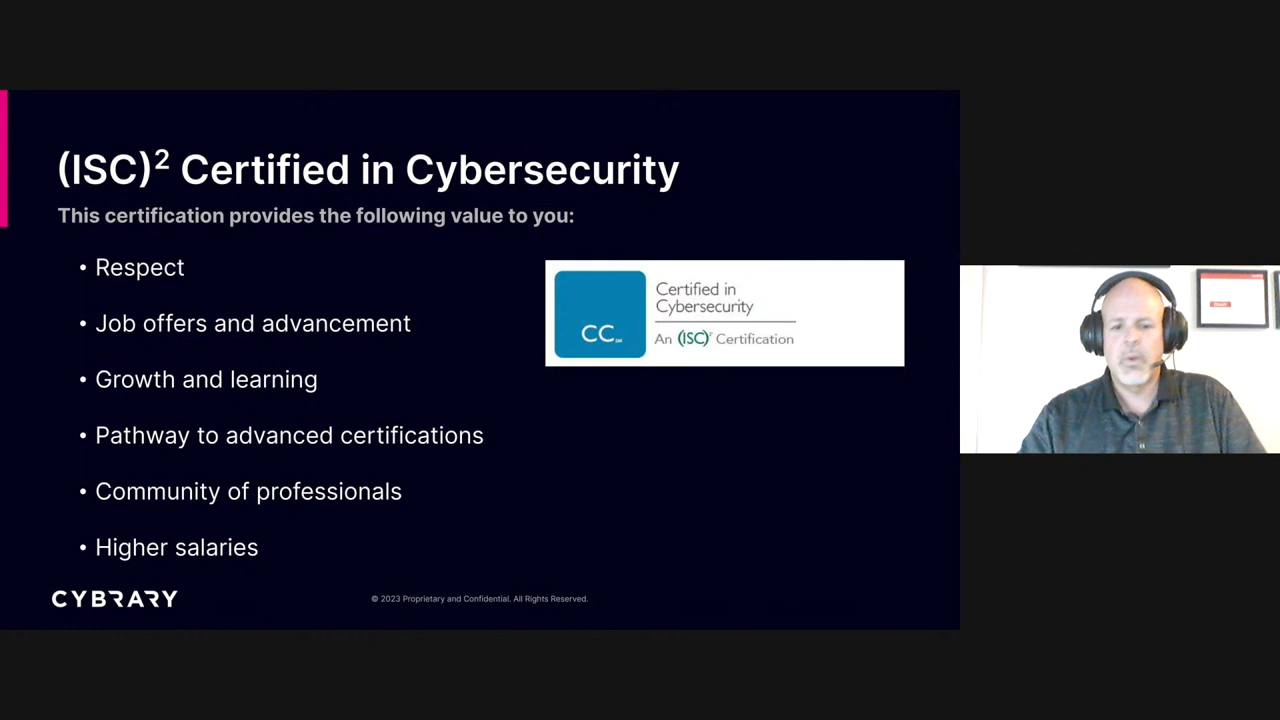 (ISC)² Certified in Cybersecurity
This certification provides the following value to you:
• Respect
• Job offers and advancement
• Growth and learning
• Pathway to advanced certifications
• Community of professionals
• Higher salaries
Certified in
Cybersecurity
CC
An (ISC)² Certification
CYBRARY
© 2023 Proprietary and Confidential. All Rights Reserved.